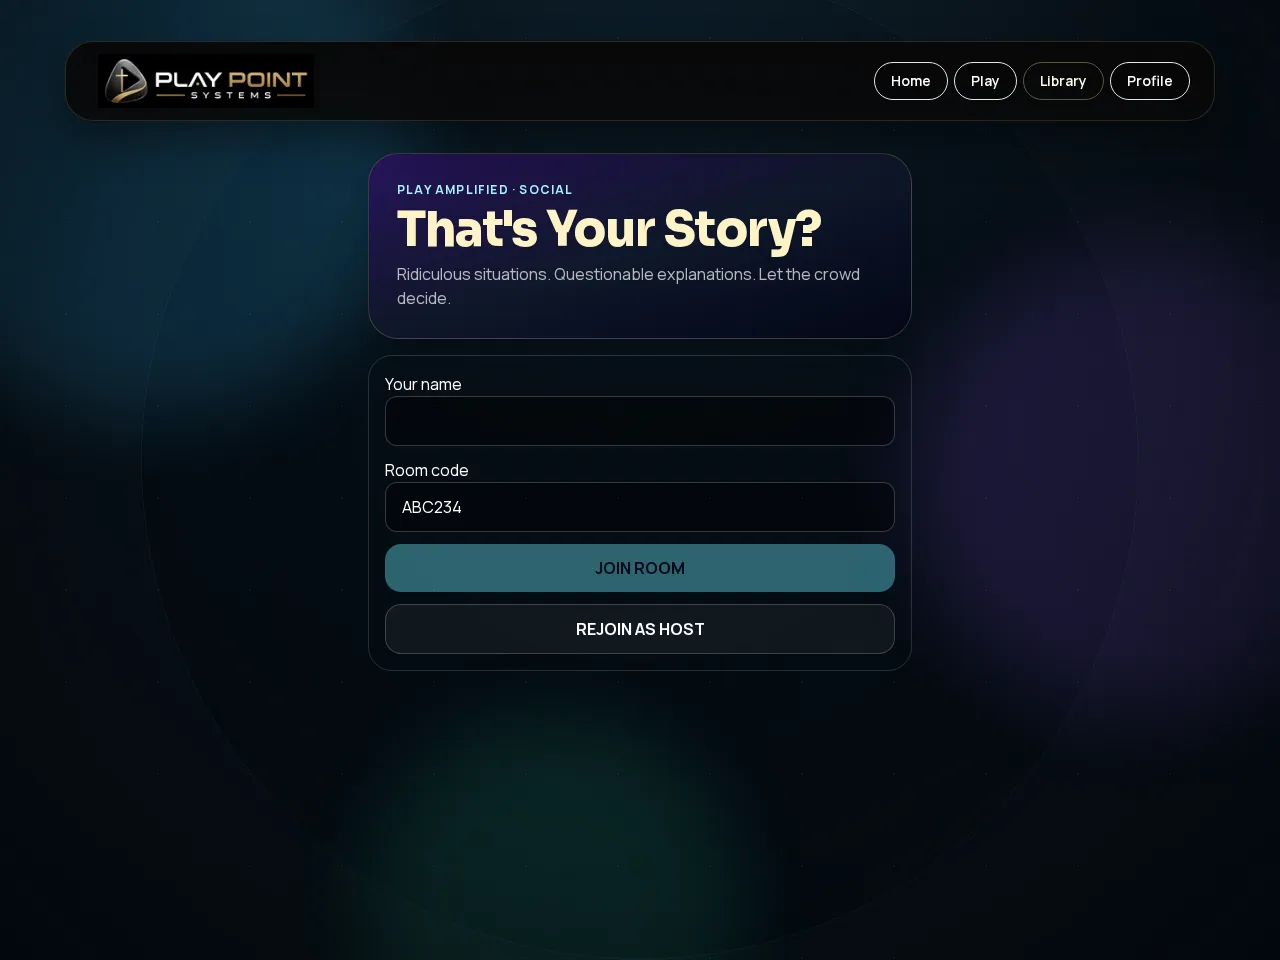 PLAY POINT
SYSTEMS
Home
Play
Library
Profile
PLAY AMPLIFIED · SOCIAL
That's Your Story?
Ridiculous situations. Questionable explanations. Let the crowd
decide.
Your name
Room code
ABC234
JOIN ROOM
REJOIN AS HOST